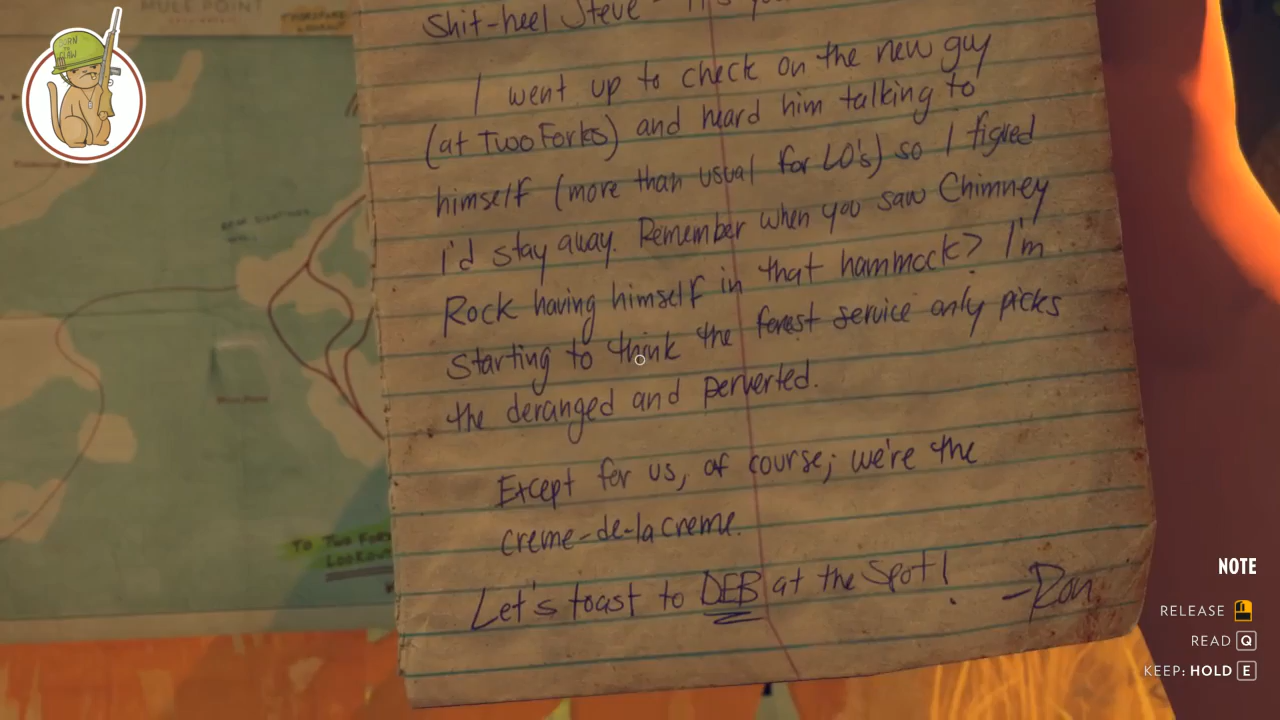 MULE POINT
Shit-heel Steve -
I went up to check on the new guy
(at Two Forks) and heard him talking to
himself (more than usual for LO's) so I figred
I'd stay away. Remember when you saw Chimney
Rock having himself in that hammock? I'm
starting to think the forest service only picks
the deranged and perverted.
Except for us, of course; we're the
creme-de-la creme.
Let's toast to DEB at the spot!
-Ron
TO TWO
LOOKOUT
NOTE
RELEASE
READ Q
KEEP: HOLD E